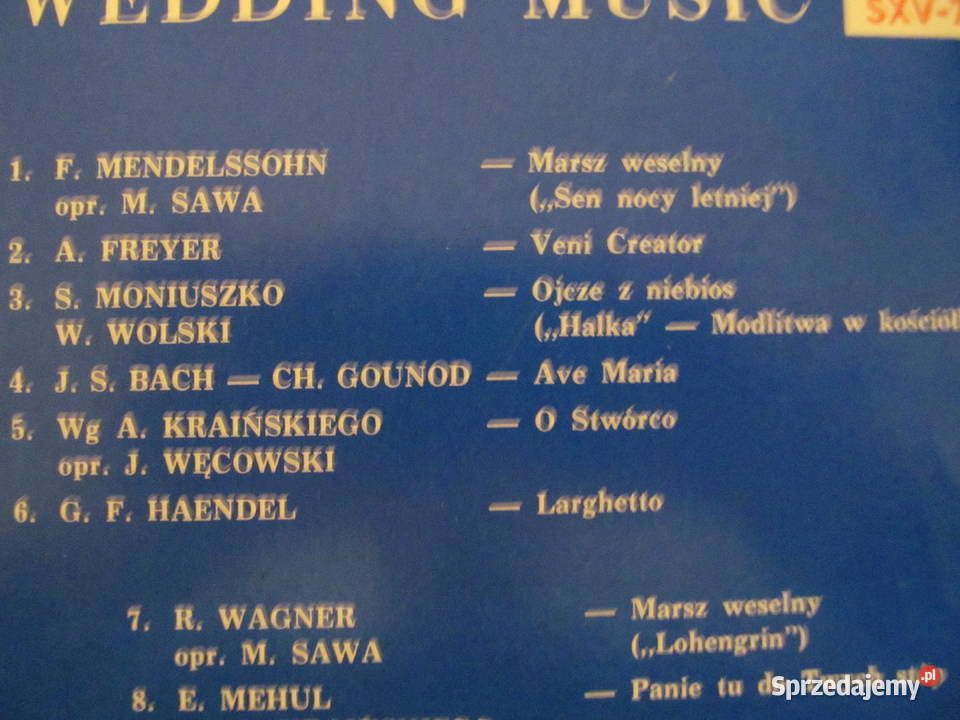 WEDDING MUSIC
SXV-
1. F. MENDELSSOHN — Marsz weselny
opr. M. SAWA („Sen nocy letniej”)
2. A. FREYER — Veni Creator
3. S. MONIUSZKO — Ojcze z niebios
W. WOLSKI („Halka” — Modlitwa w
4. J. S. BACH — CH. GOUNOD — Ave Maria
5. Wg A. KRAIŃSKIEGO — O Stwórco
opr. J. WĘCOWSKI
6. G. F. HAENDEL — Larghetto
7. R. WAGNER — Marsz weselny
opr. M. SAWA („Lohengrin”)
8. E. MEHUL — Panie tu do
Sprzedajemy.pl